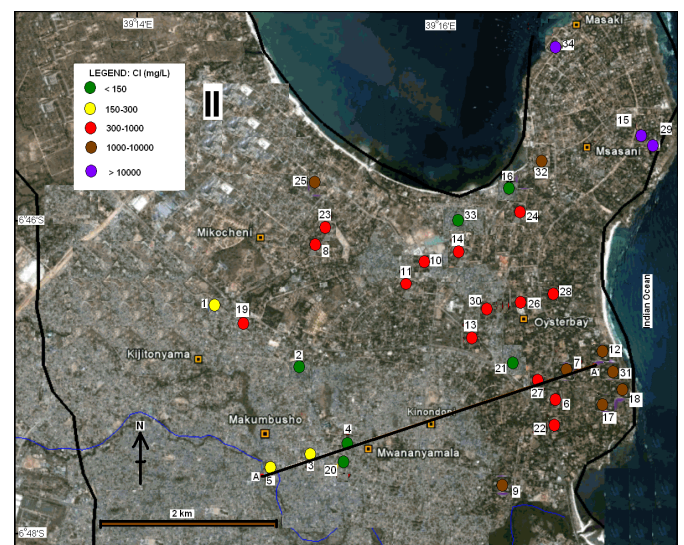 39°14'E
39°16'E
Masaki
34
LEGEND: Cl (mg/L)
< 150
150-300
300-1000
1000-10000
> 10000
II
15
29
Msasani
32
25
16
24
33
23
Mikocheni
8
14
10
11
6°46'S
Indian Ocean
1
19
30
26
28
Oysterbay
13
12
Kijitonyama
2
21
7
A'
31
27
18
6
17
Makumbusho
Kinondoni
22
4
N
3
Mwananyamala
20
A
5
9
2 km
6°48'S